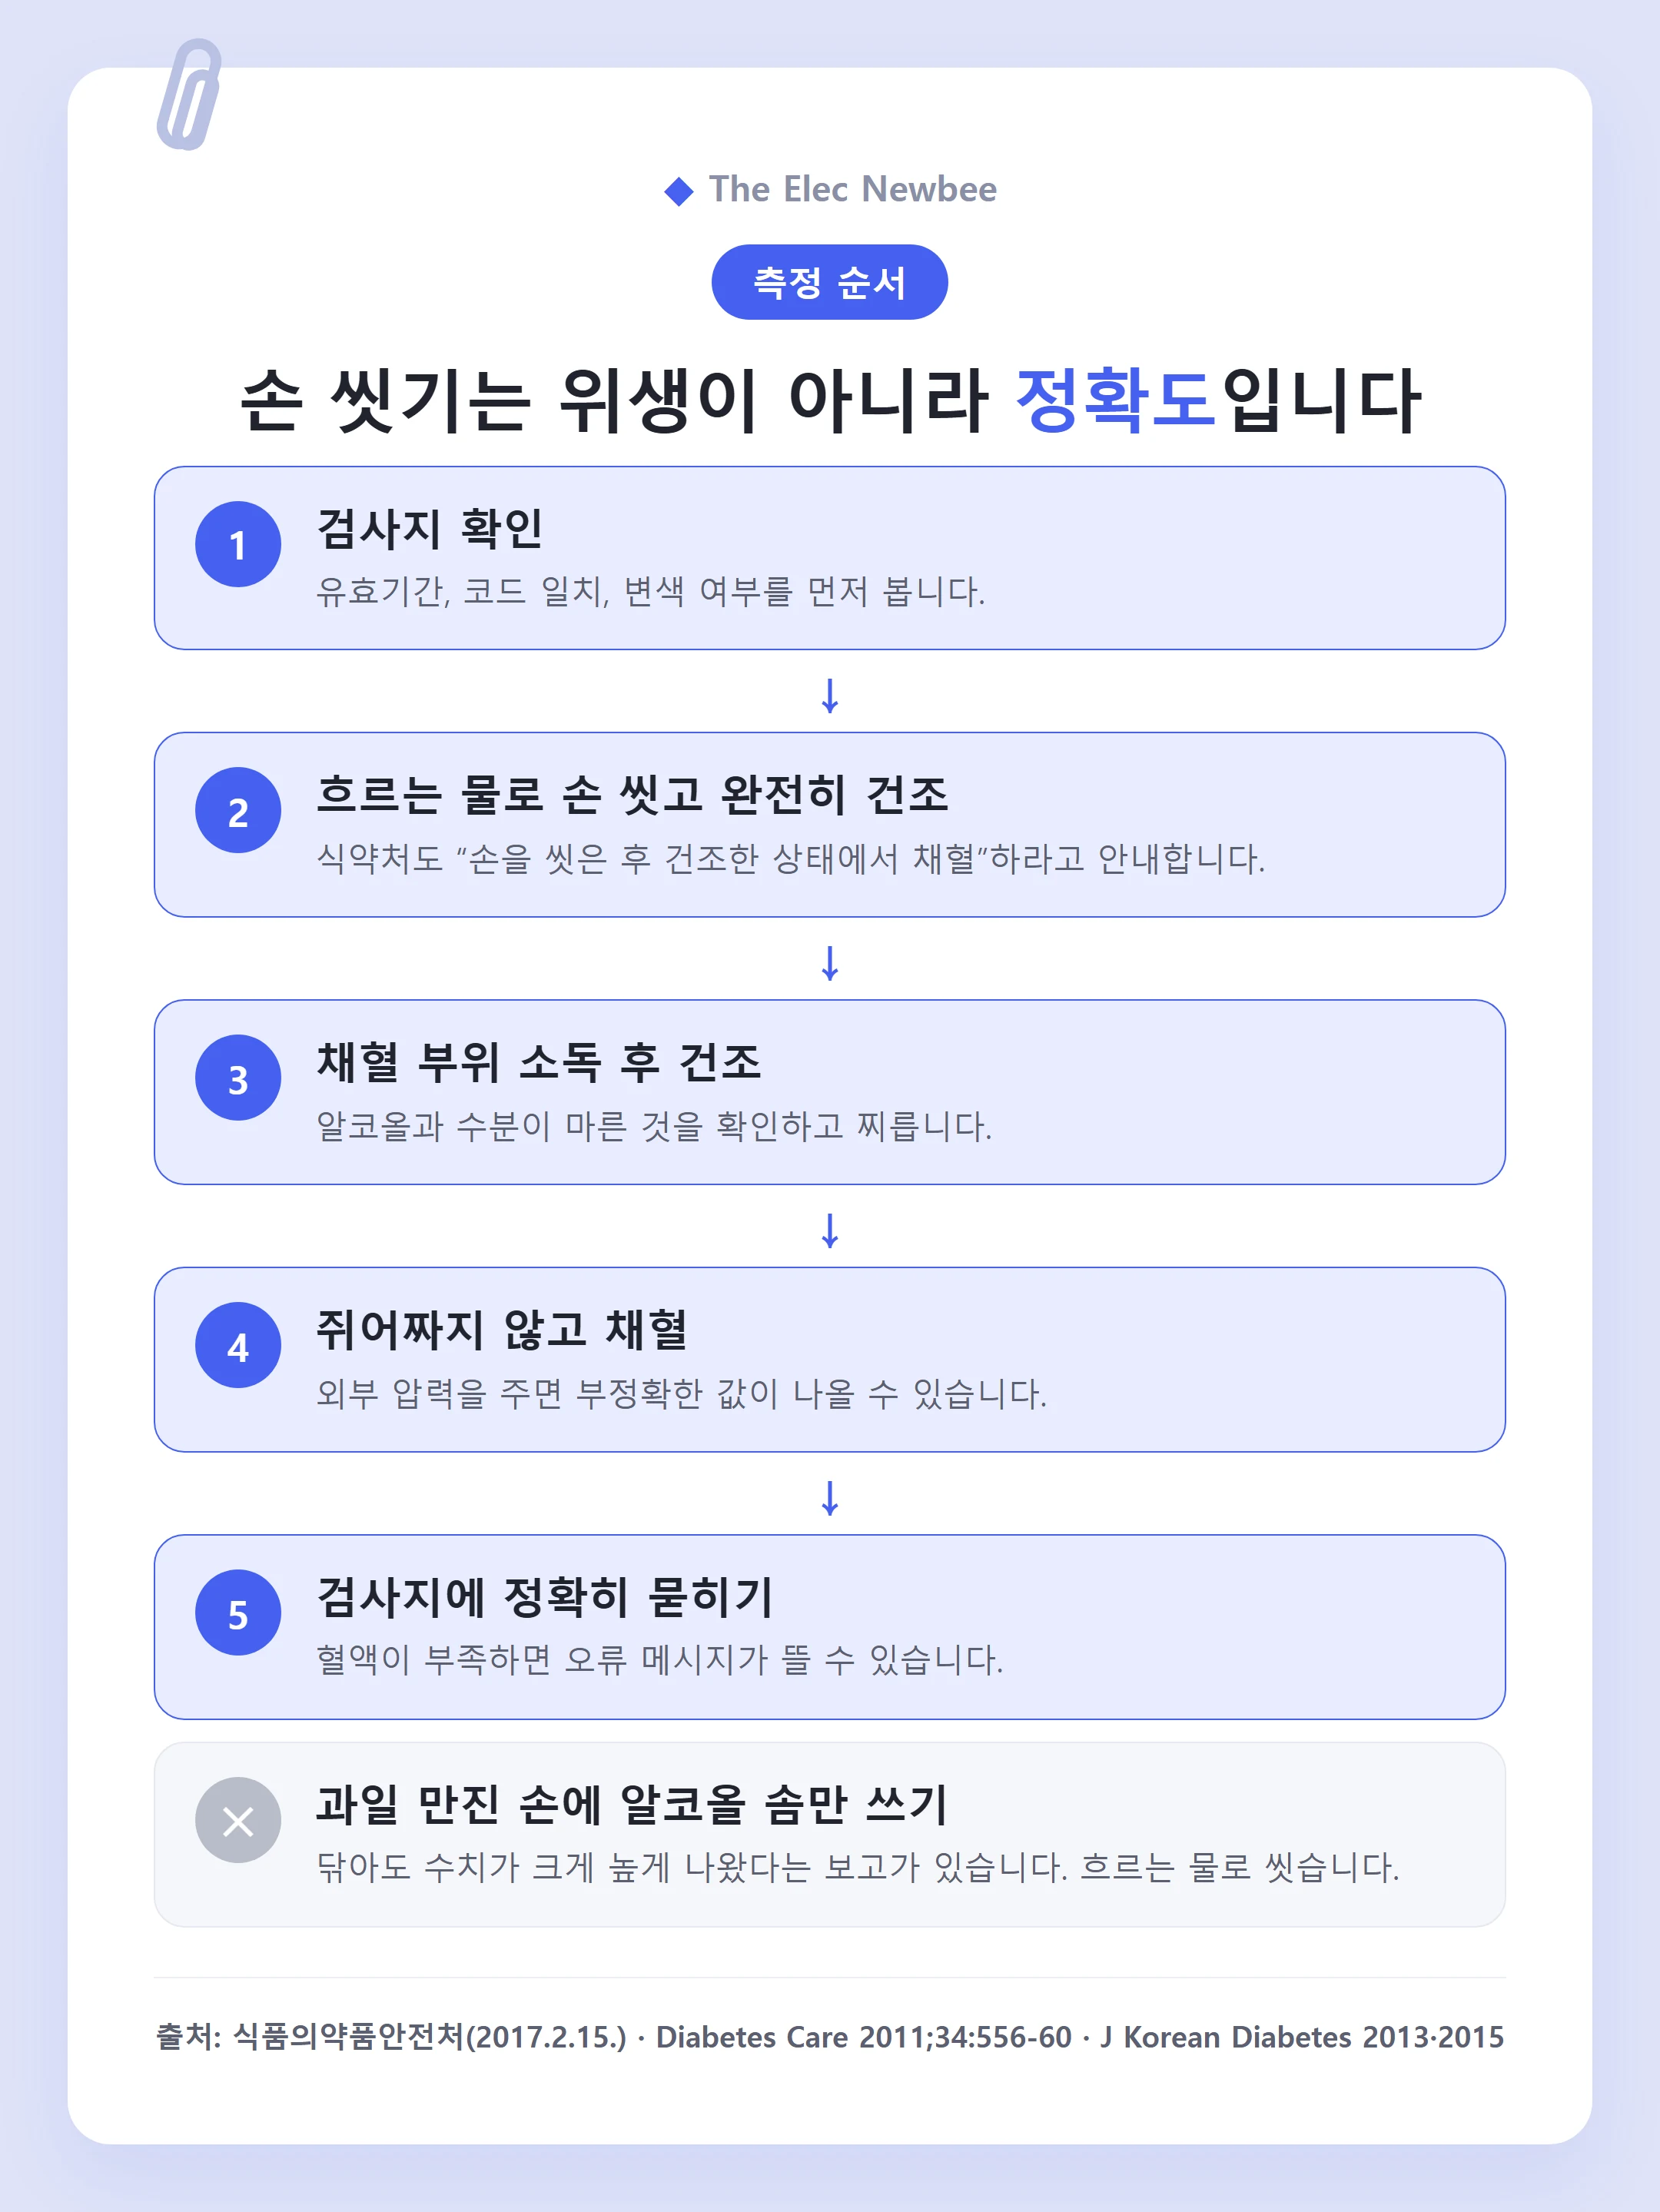 The Elec Newbee
측정 순서
손 씻기는 위생이 아니라 정확도입니다
1
검사지 확인
유효기간, 코드 일치, 변색 여부를 먼저 봅니다.
↓
2
흐르는 물로 손 씻고 완전히 건조
식약처도 “손을 씻은 후 건조한 상태에서 채혈”하라고 안내합니다.
↓
3
채혈 부위 소독 후 건조
알코올과 수분이 마른 것을 확인하고 찌릅니다.
↓
4
쥐어짜지 않고 채혈
외부 압력을 주면 부정확한 값이 나올 수 있습니다.
↓
5
검사지에 정확히 묻히기
혈액이 부족하면 오류 메시지가 뜰 수 있습니다.
×
과일 만진 손에 알코올 솜만 쓰기
닦아도 수치가 크게 높게 나왔다는 보고가 있습니다. 흐르는 물로 씻습니다.
출처: 식품의약품안전처(2017.2.15.) · Diabetes Care 2011;34:556-60 · J Korean Diabetes 2013·2015